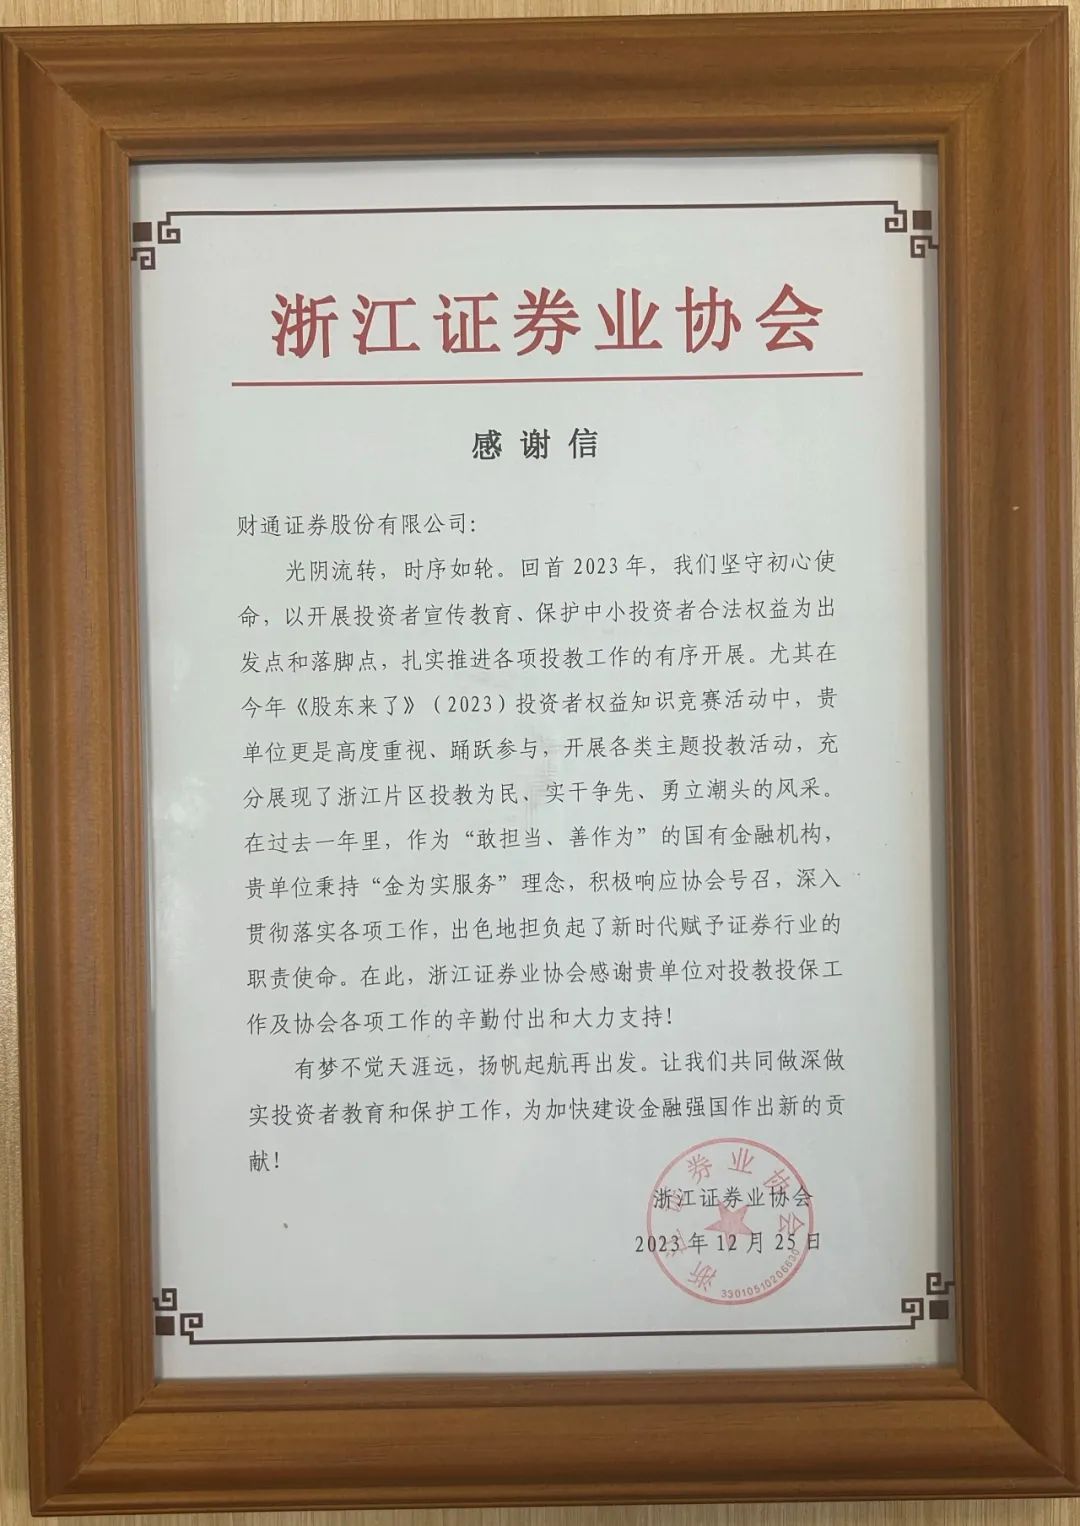 浙江证券业协会
感谢信
财通证券股份有限公司：
光阴流转，时序如轮。回首2023年，我们坚守初心使
命，以开展投资者宣传教育、保护中小投资者合法权益为出
发点和落脚点，扎实推进各项投教工作的有序开展。尤其在
今年《股东来了》（2023）投资者权益知识竞赛活动中，贵
单位更是高度重视、踊跃参与，开展各类主题投教活动，充
分展现了浙江片区投教为民、实干争先、勇立潮头的风采。
在过去一年里，作为“敢担当、善作为”的国有金融机构，
贵单位秉持“金为实服务”理念，积极响应协会号召，深入
贯彻落实各项工作，出色地担负起了新时代赋予证券行业的
职责使命。在此，浙江证券业协会感谢贵单位对投教投保工
作及协会各项工作的辛勤付出和大力支持！
有梦不觉天涯远，扬帆起航再出发。让我们共同做深做
实投资者教育和保护工作，为加快建设金融强国作出新的贡
献！
浙江证券业协会
2023年12月25日
浙江证券业协会
33010510206630